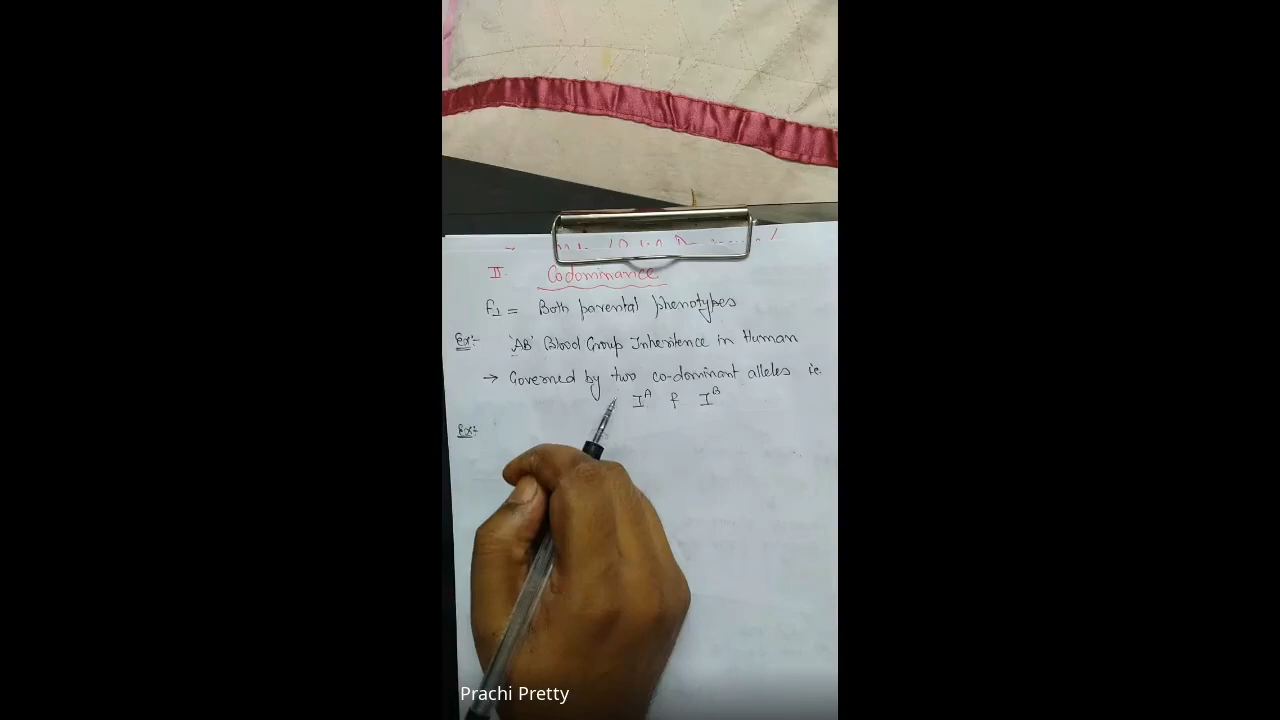 II. Codominance
F1 = Both parental phenotypes
Ex:- 'AB' Blood Group Inheritence in Human
→ Governed by two co-dominant alleles ie.
I^A & I^B
Ex:-
Prachi Pretty